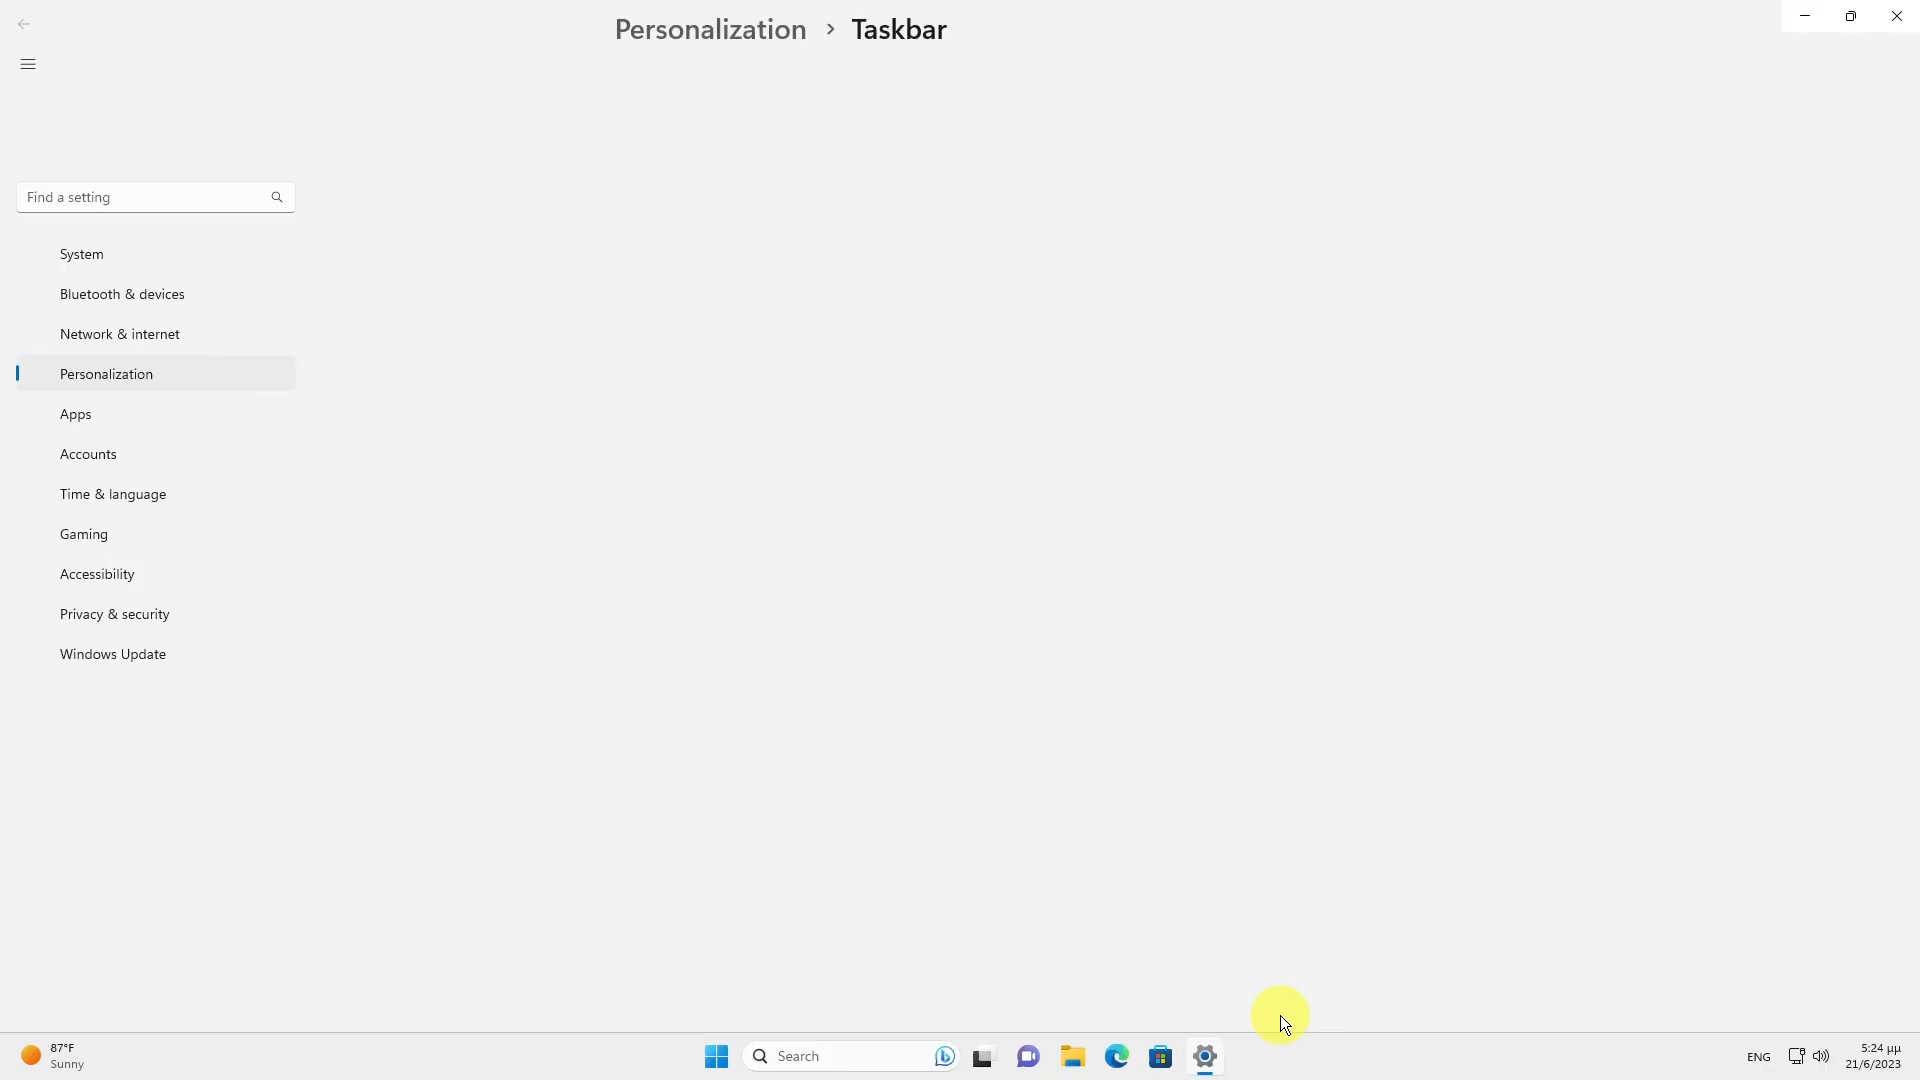 Personalization > Taskbar
Find a setting
System
Bluetooth & devices
Network & internet
Personalization
Apps
Accounts
Time & language
Gaming
Accessibility
Privacy & security
Windows Update
87°F
Sunny
Search
ENG
5:24 μμ
21/6/2023